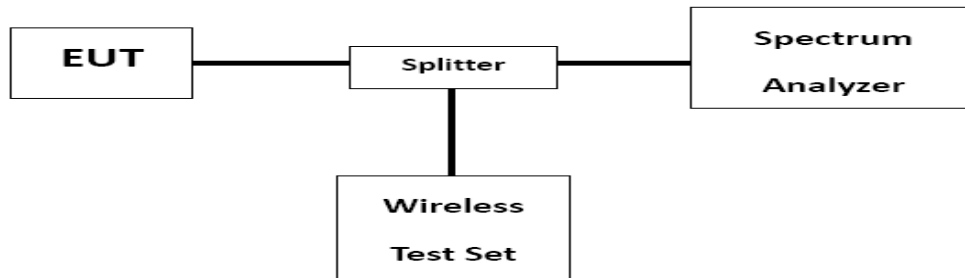 EUT
Splitter
Spectrum
Analyzer
Wireless
Test Set